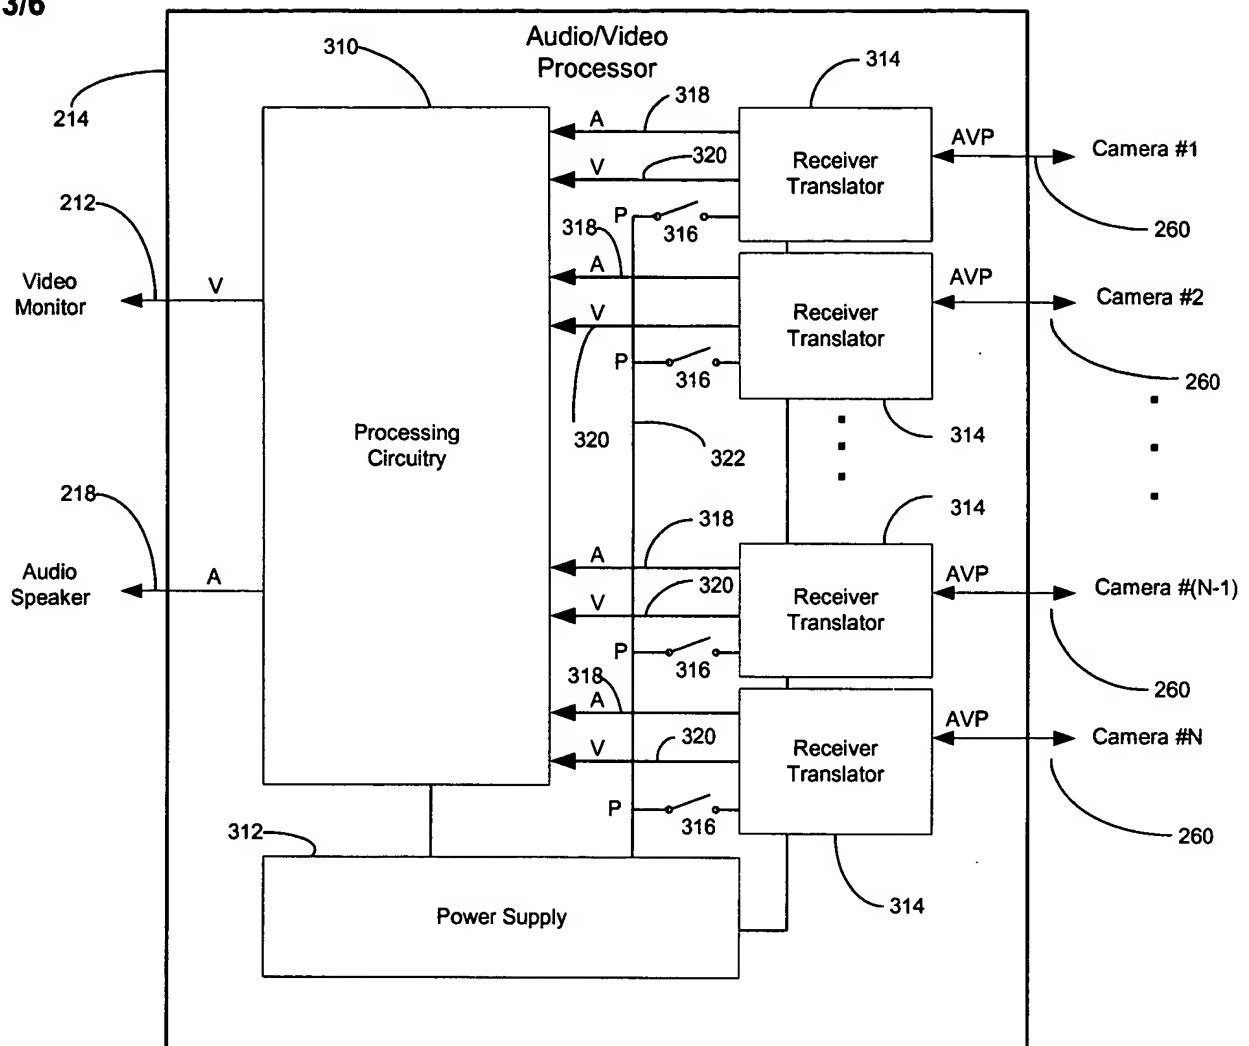 3/6
Audio/Video
Processor
310
314
214
A
318
AVP
Camera #1
V
320
Receiver
Translator
260
212
P
316
318
A
AVP
Camera #2
Video
Monitor
V
V
Receiver
Translator
P
316
260
320
314
322
Processing
Circuitry
218
318
314
A
AVP
Camera #(N-1)
Audio
Speaker
A
320
V
Receiver
Translator
P
316
318
260
A
AVP
Camera #N
320
V
Receiver
Translator
P
316
260
312
314
Power Supply